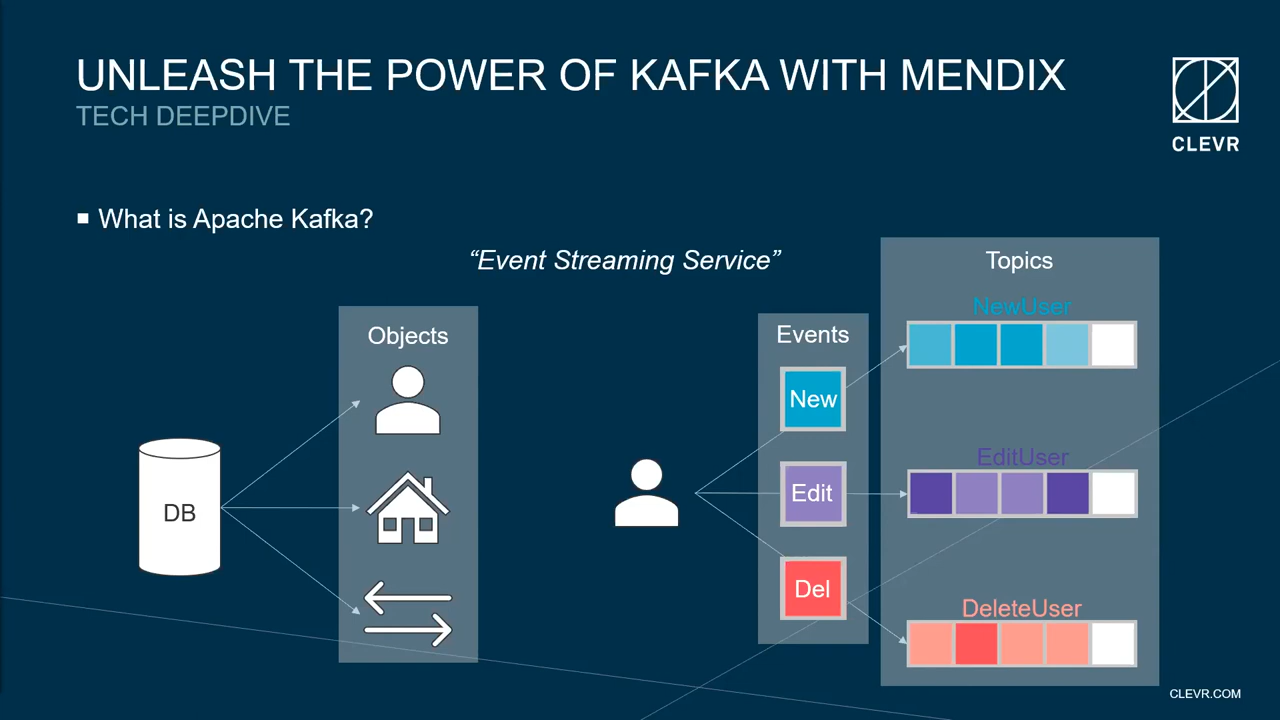 UNLEASH THE POWER OF KAFKA WITH MENDIX
TECH DEEPDIVE
CLEVR
What is Apache Kafka?
“Event Streaming Service”
Objects
DB
Events
New
Edit
Del
Topics
NewUser
EditUser
DeleteUser
CLEVR.COM